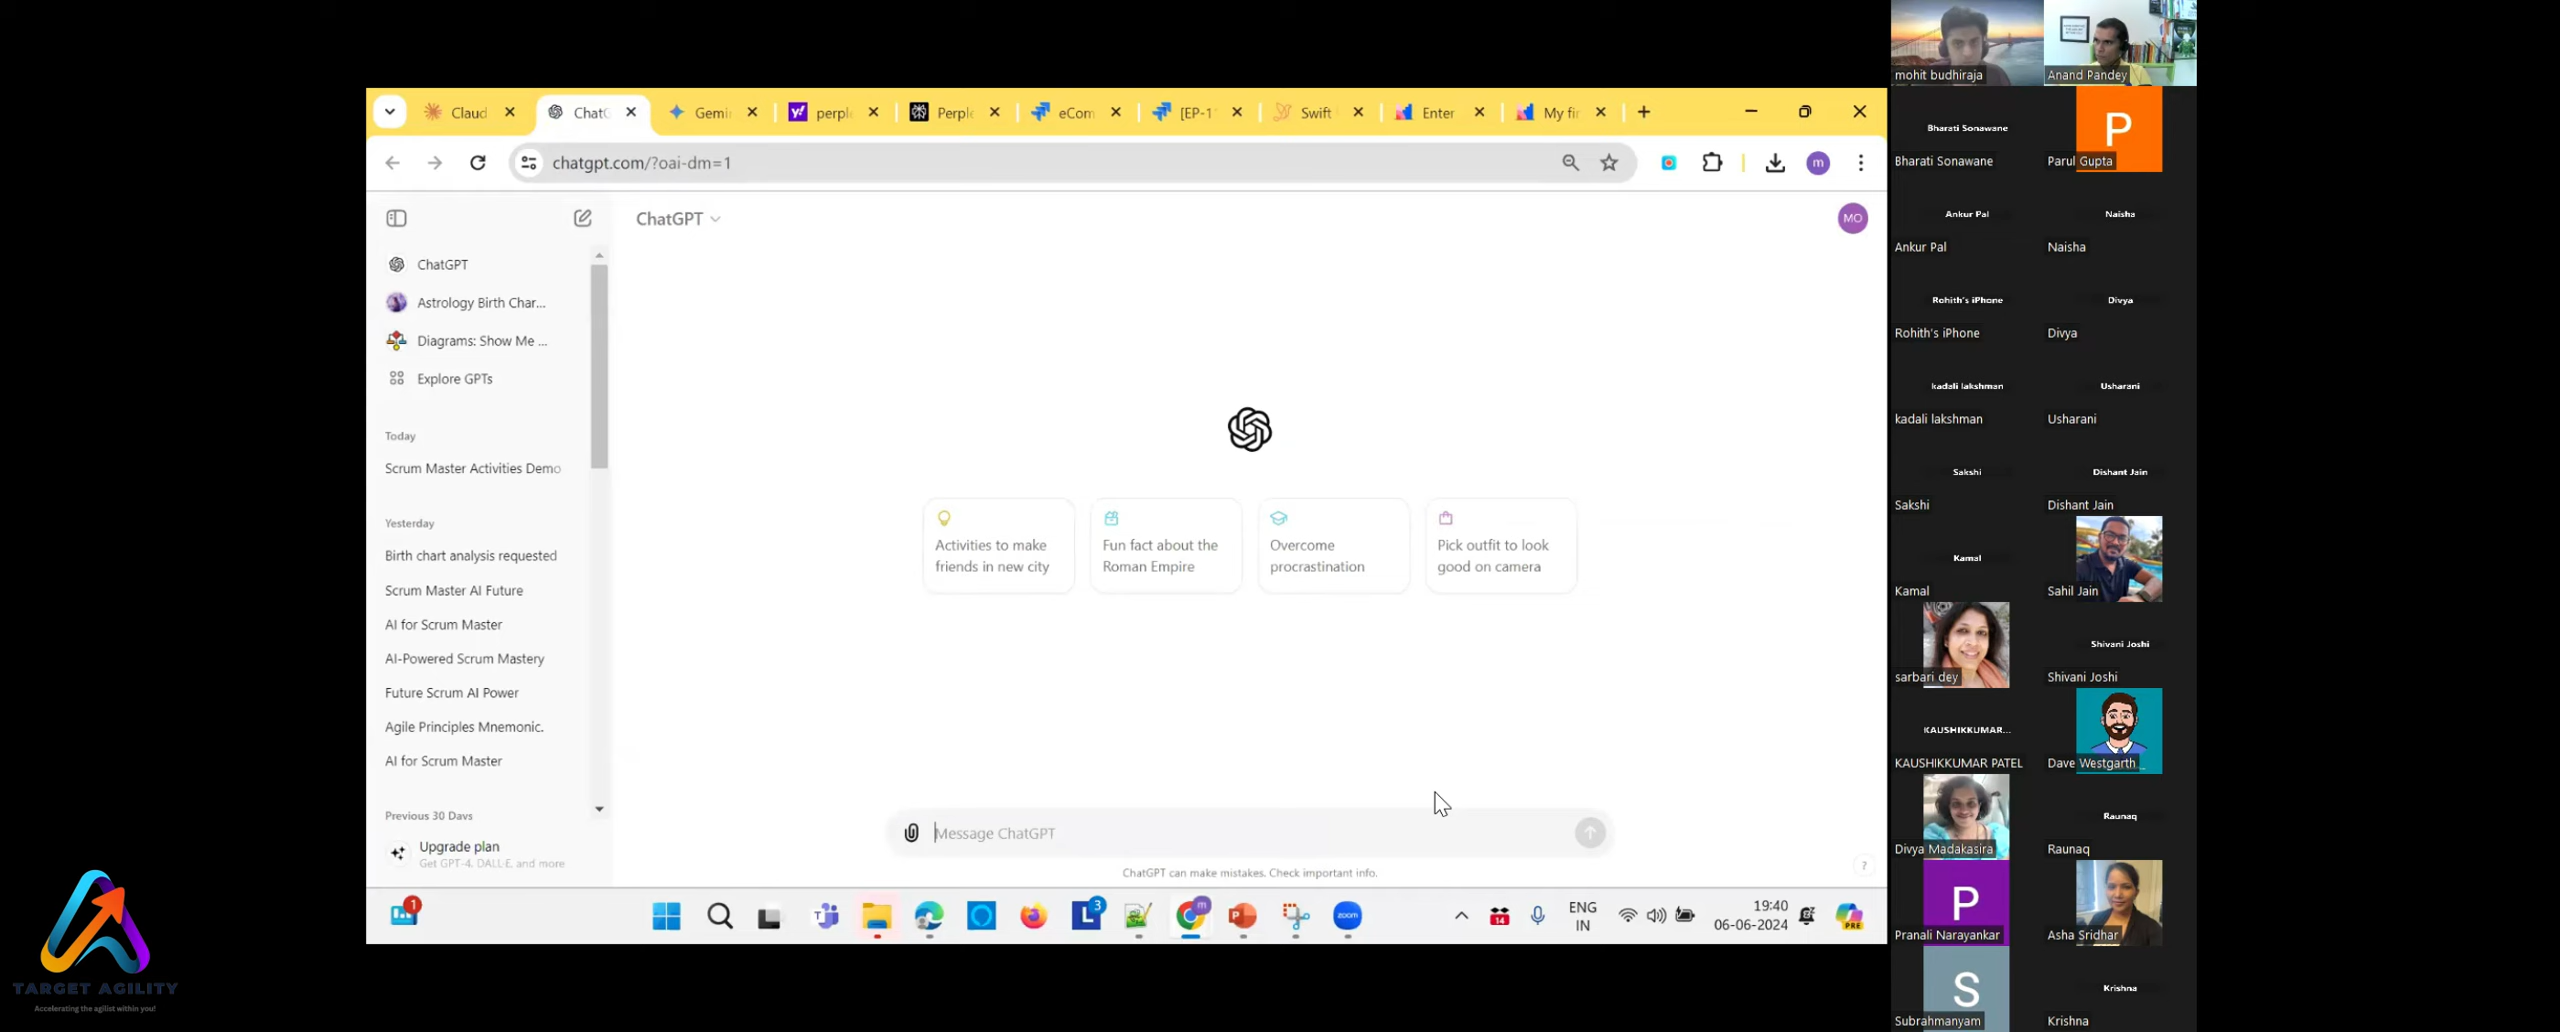 Claud
ChatG
Gemi
perple
Perple
eCom
[EP-1
Swift
Enter
My fir
chatgpt.com/?oai-dm=1
m
ChatGPT
MO
ChatGPT
Astrology Birth Char...
Diagrams: Show Me ...
Explore GPTs
Today
Scrum Master Activities Demo
Yesterday
Birth chart analysis requested
Scrum Master AI Future
AI for Scrum Master
AI-Powered Scrum Mastery
Future Scrum AI Power
Agile Principles Mnemonic.
AI for Scrum Master
Previous 30 Days
Upgrade plan
Get GPT-4, DALL·E, and more
Activities to make
friends in new city
Fun fact about the
Roman Empire
Overcome
procrastination
Pick outfit to look
good on camera
Message ChatGPT
ChatGPT can make mistakes. Check important info.
?
1
L
3
m
zoom
14
ENG
IN
19:40
06-06-2024
PRE
TARGET AGILITY
Accelerating the agilist within you!
mohit budhiraja
Anand Pandey
Bharati Sonawane
Bharati Sonawane
P
Parul Gupta
Ankur Pal
Ankur Pal
Naisha
Naisha
Rohith's iPhone
Rohith's iPhone
Divya
Divya
kadali lakshman
kadali lakshman
Usharani
Usharani
Sakshi
Sakshi
Dishant Jain
Dishant Jain
Kamal
Kamal
Sahil Jain
sarbari dey
Shivani Joshi
Shivani Joshi
KAUSHIKKUMAR...
KAUSHIKKUMAR PATEL
Dave Westgarth_
Divya Madakasira
Raunaq
Raunaq
P
Pranali Narayankar
Asha Sridhar
S
Subrahmanyam
Krishna
Krishna